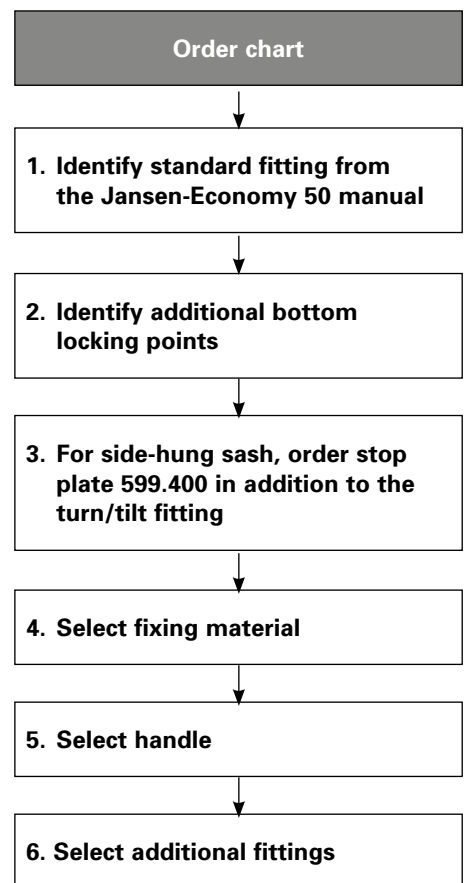 Order chart
1. Identify standard fitting from
the Jansen-Economy 50 manual
2. Identify additional bottom
locking points
3. For side-hung sash, order stop
plate 599.400 in addition to the
turn/tilt fitting
4. Select fixing material
5. Select handle
6. Select additional fittings